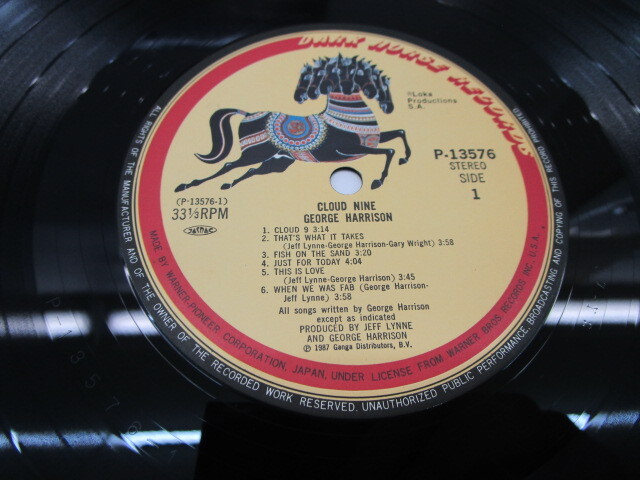 DARK HORSE RECORDS
©Loka
Productions
S.A.
P-13576
STEREO
SIDE
1
(P-13576-1)
33⅓RPM
CLOUD NINE
GEORGE HARRISON
1. CLOUD 9 3:14
2. THAT'S WHAT IT TAKES
(Jeff Lynne-George Harrison-Gary Wright) 3:58
3. FISH ON THE SAND 3:20
4. JUST FOR TODAY 4:04
5. THIS IS LOVE
(Jeff Lynne-George Harrison) 3:45
6. WHEN WE WAS FAB (George Harrison-
Jeff Lynne) 3:58
All songs written by George Harrison
except as indicated
PRODUCED BY JEFF LYNNE
AND GEORGE HARRISON
℗ 1987 Ganga Distributors, B.V.
MADE BY WARNER-PIONEER CORPORATION, JAPAN, UNDER LICENSE FROM WARNER BROS. RECORDS INC. U.S.A.
ALL RIGHTS OF THE MANUFACTURER AND OF THE OWNER OF THE RECORDED WORK RESERVED. UNAUTHORIZED PUBLIC PERFORMANCE, BROADCASTING AND COPYING OF THIS RECORD PROHIBITED